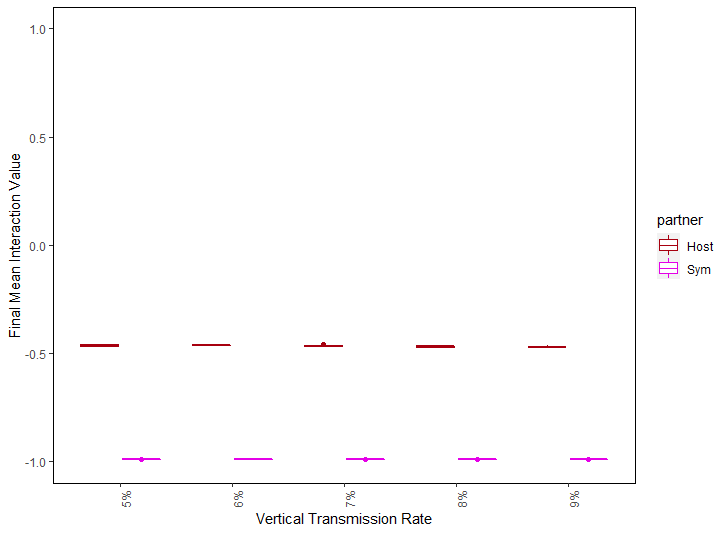 1.0
0.5
0.0
-0.5
-1.0
Final Mean Interaction Value
5%
6%
7%
8%
9%
Vertical Transmission Rate
partner
Host
Sym